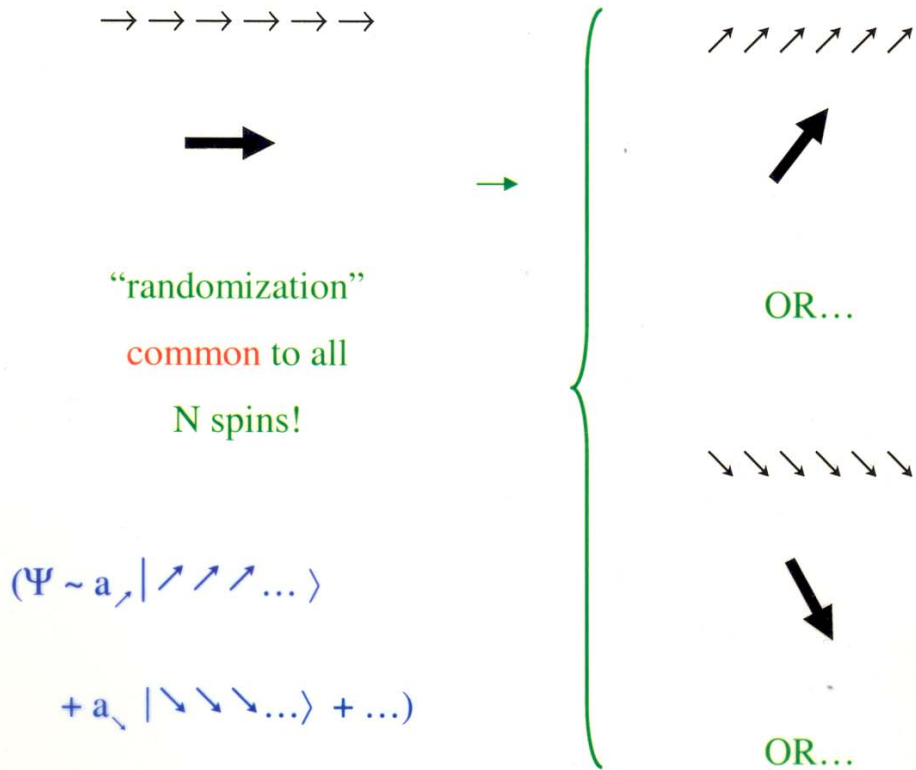 → → → → → →
“randomization”
common to all
N spins!
(Ψ ~ a↗|↗ ↗ ↗ … ⟩
+ a↘ |↘ ↘ ↘ …⟩ + …)
→
↗ ↗ ↗ ↗ ↗ ↗
OR…
↘ ↘ ↘ ↘ ↘ ↘
OR…